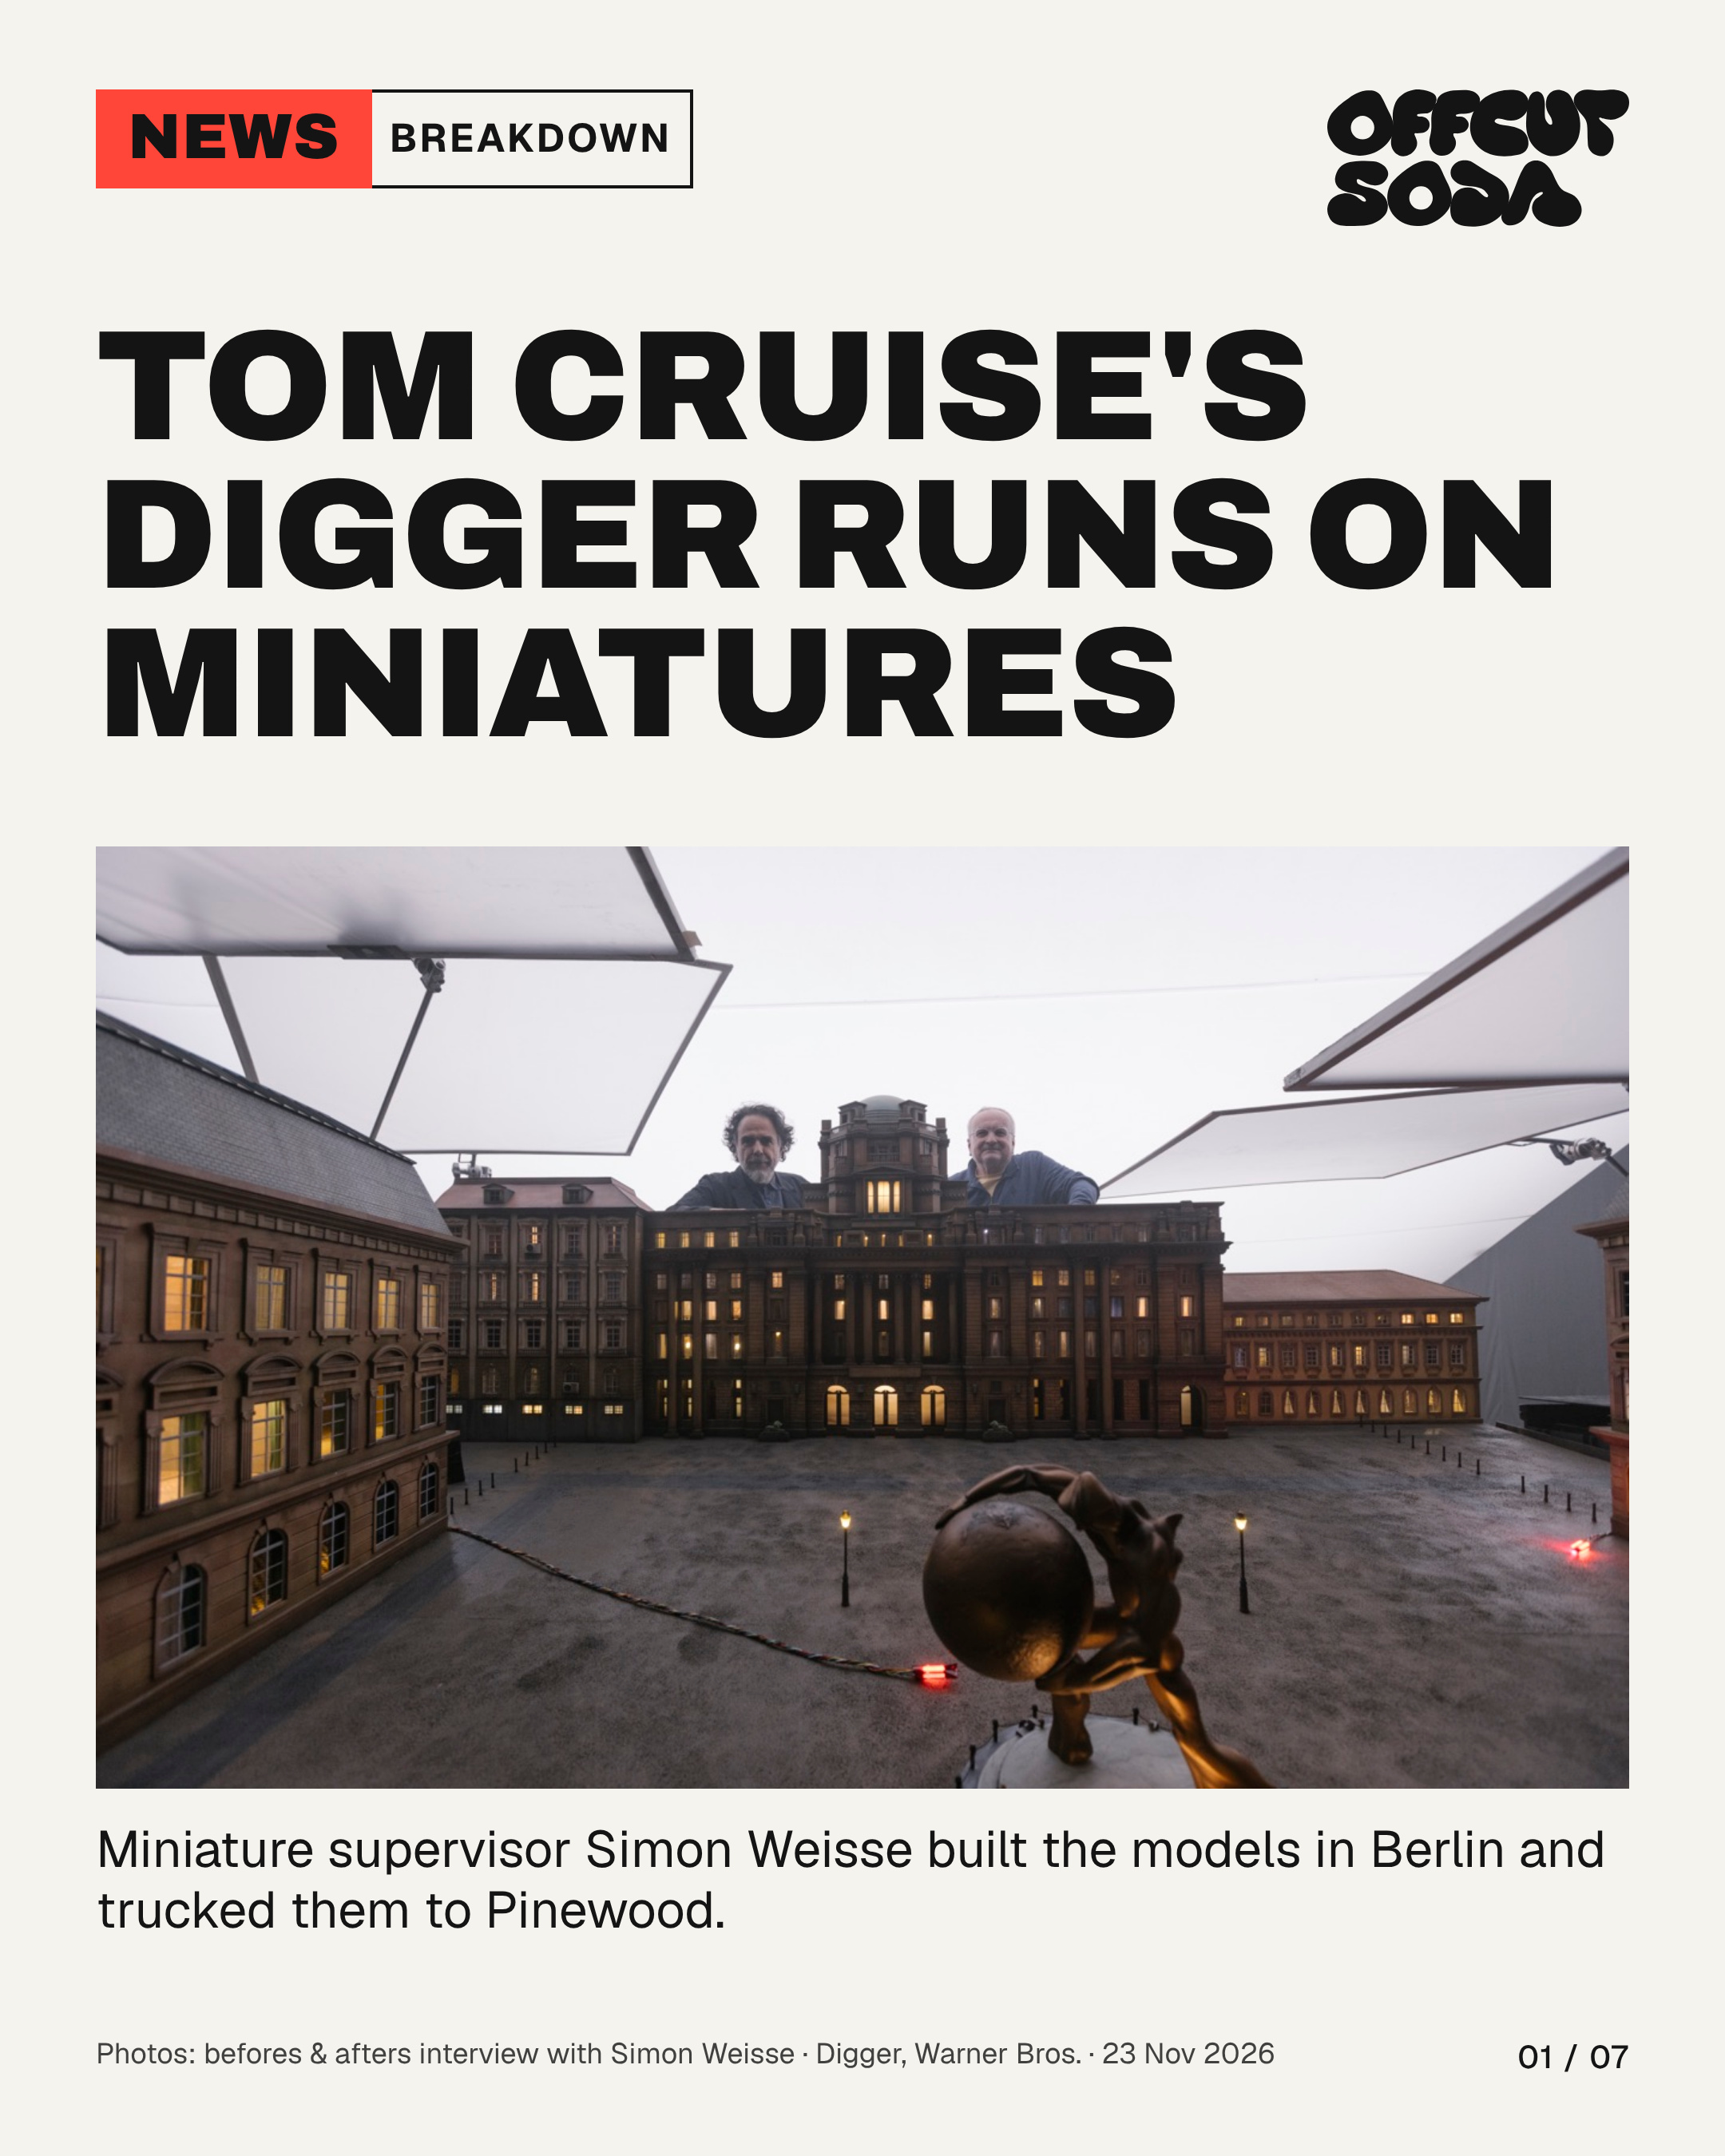 NEWS BREAKDOWN
OFFCUT
SODA
TOM CRUISE'S
DIGGER RUNS ON
MINIATURES
Miniature supervisor Simon Weisse built the models in Berlin and
trucked them to Pinewood.
Photos: befores & afters interview with Simon Weisse · Digger, Warner Bros. · 23 Nov 2026
01 / 07